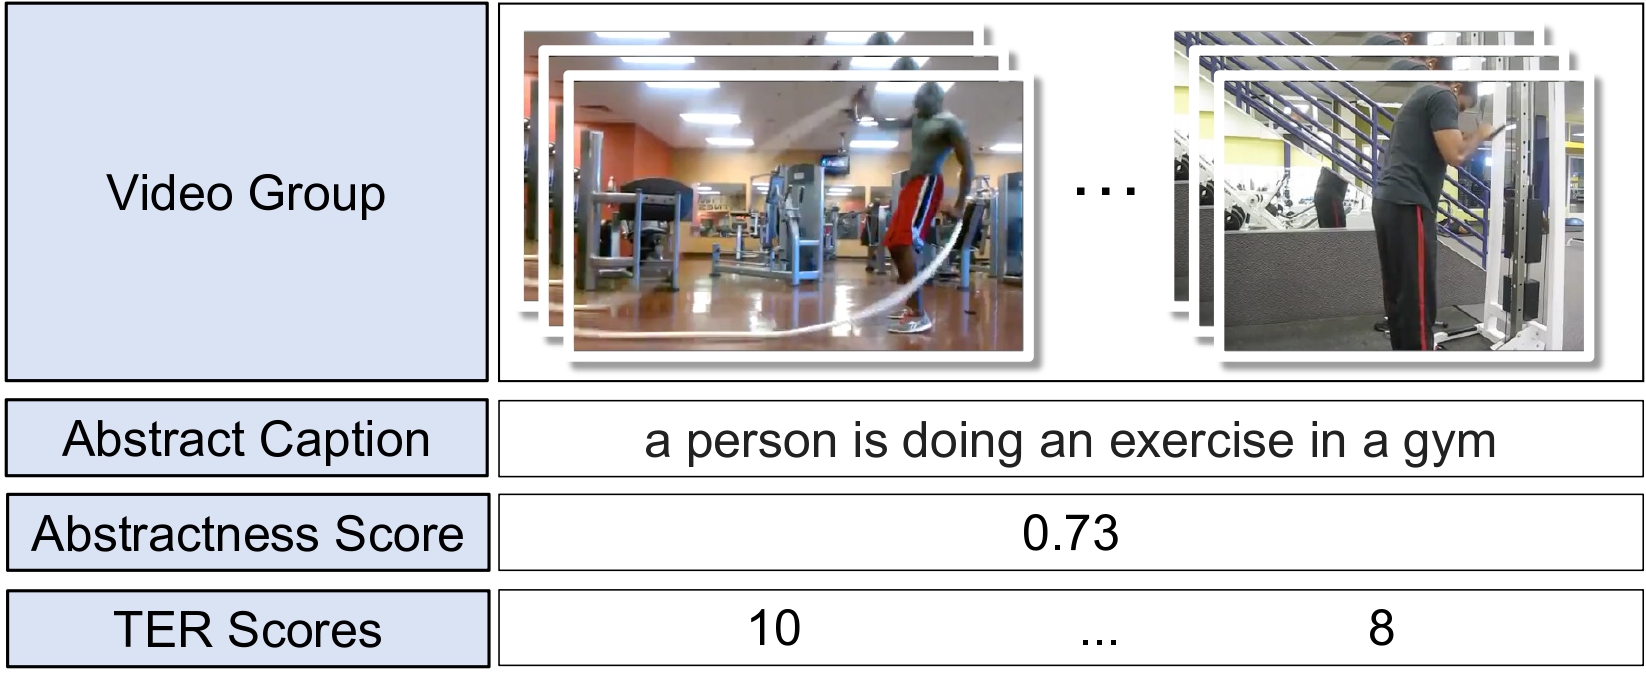 Video Group
...
Abstract Caption
a person is doing an exercise in a gym
Abstractness Score
0.73
TER Scores
10 ... 8